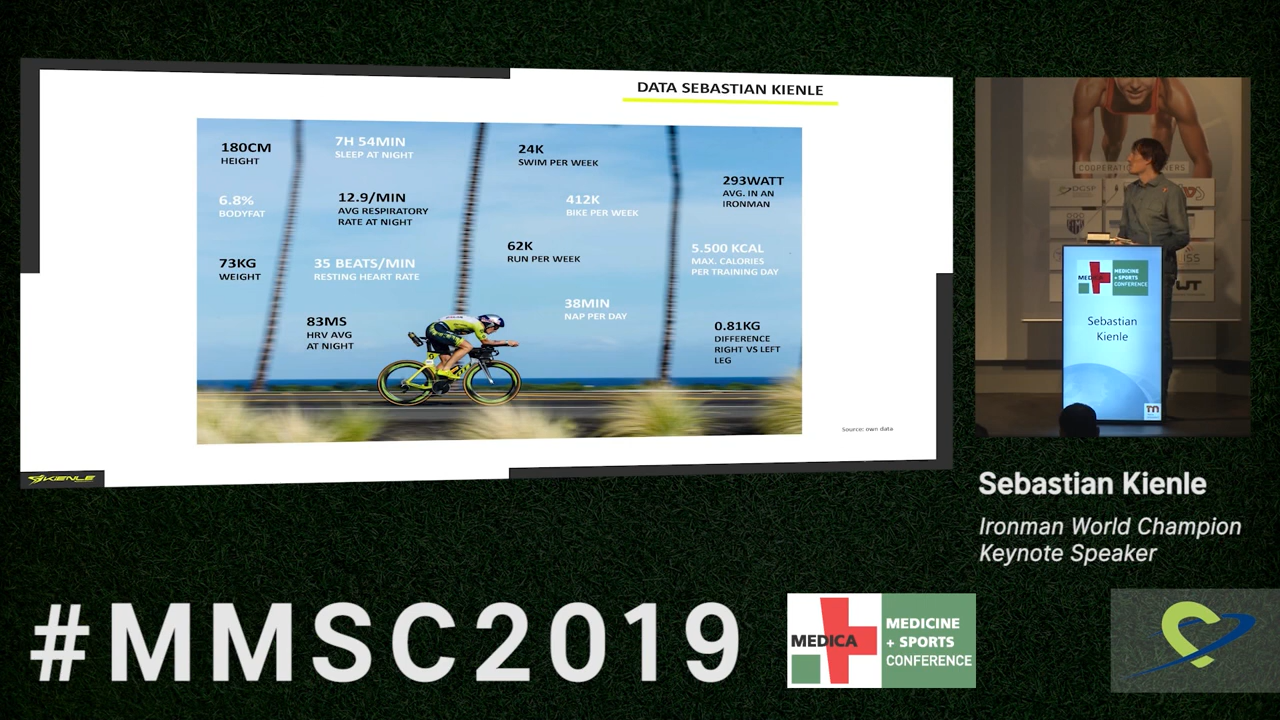 DATA SEBASTIAN KIENLE
180CM
HEIGHT
7H 54MIN
SLEEP AT NIGHT
24K
SWIM PER WEEK
293WATT
AVG. IN AN
IRONMAN
6.8%
BODYFAT
12.9/MIN
AVG RESPIRATORY
RATE AT NIGHT
412K
BIKE PER WEEK
73KG
WEIGHT
35 BEATS/MIN
RESTING HEART RATE
62K
RUN PER WEEK
5.500 KCAL
MAX. CALORIES
PER TRAINING DAY
83MS
HRV AVG
AT NIGHT
38MIN
NAP PER DAY
0.81KG
DIFFERENCE
RIGHT VS LEFT
LEG
Source: own data
KIENLE
MEDICINE
+ SPORTS
CONFERENCE
Sebastian
Kienle
Sebastian Kienle
Ironman World Champion
Keynote Speaker
#MMSC2019
MEDICA
MEDICINE
+ SPORTS
CONFERENCE